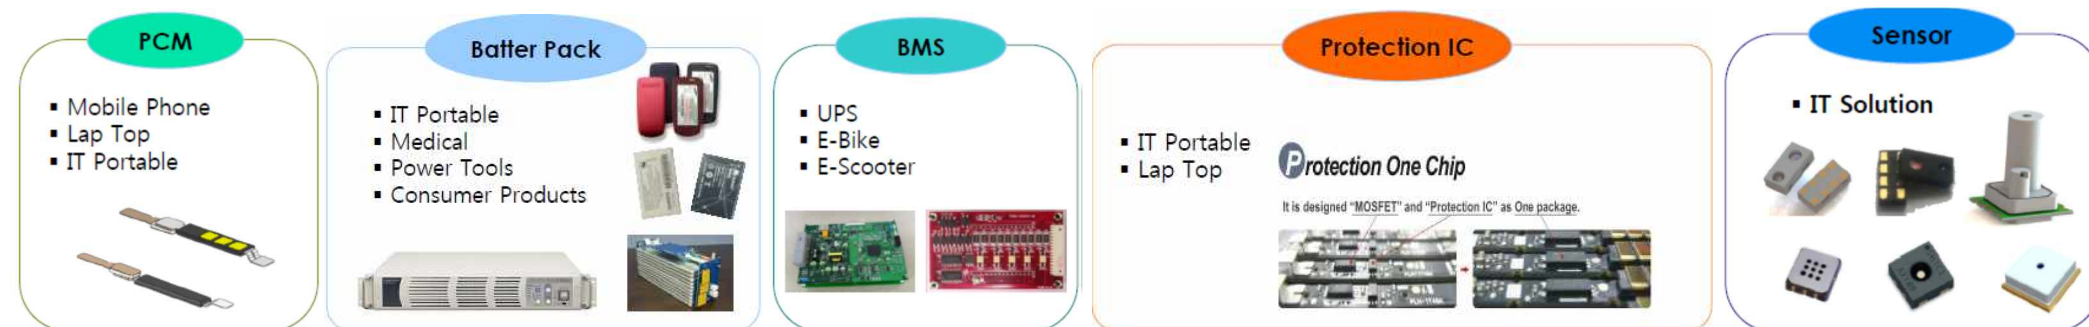 PCM
▪ Mobile Phone
▪ Lap Top
▪ IT Portable
Batter Pack
▪ IT Portable
▪ Medical
▪ Power Tools
▪ Consumer Products
BMS
▪ UPS
▪ E-Bike
▪ E-Scooter
Protection IC
▪ IT Portable
▪ Lap Top
Protection One Chip
It is designed “MOSFET” and “Protection IC” as One package.
Sensor
▪ IT Solution